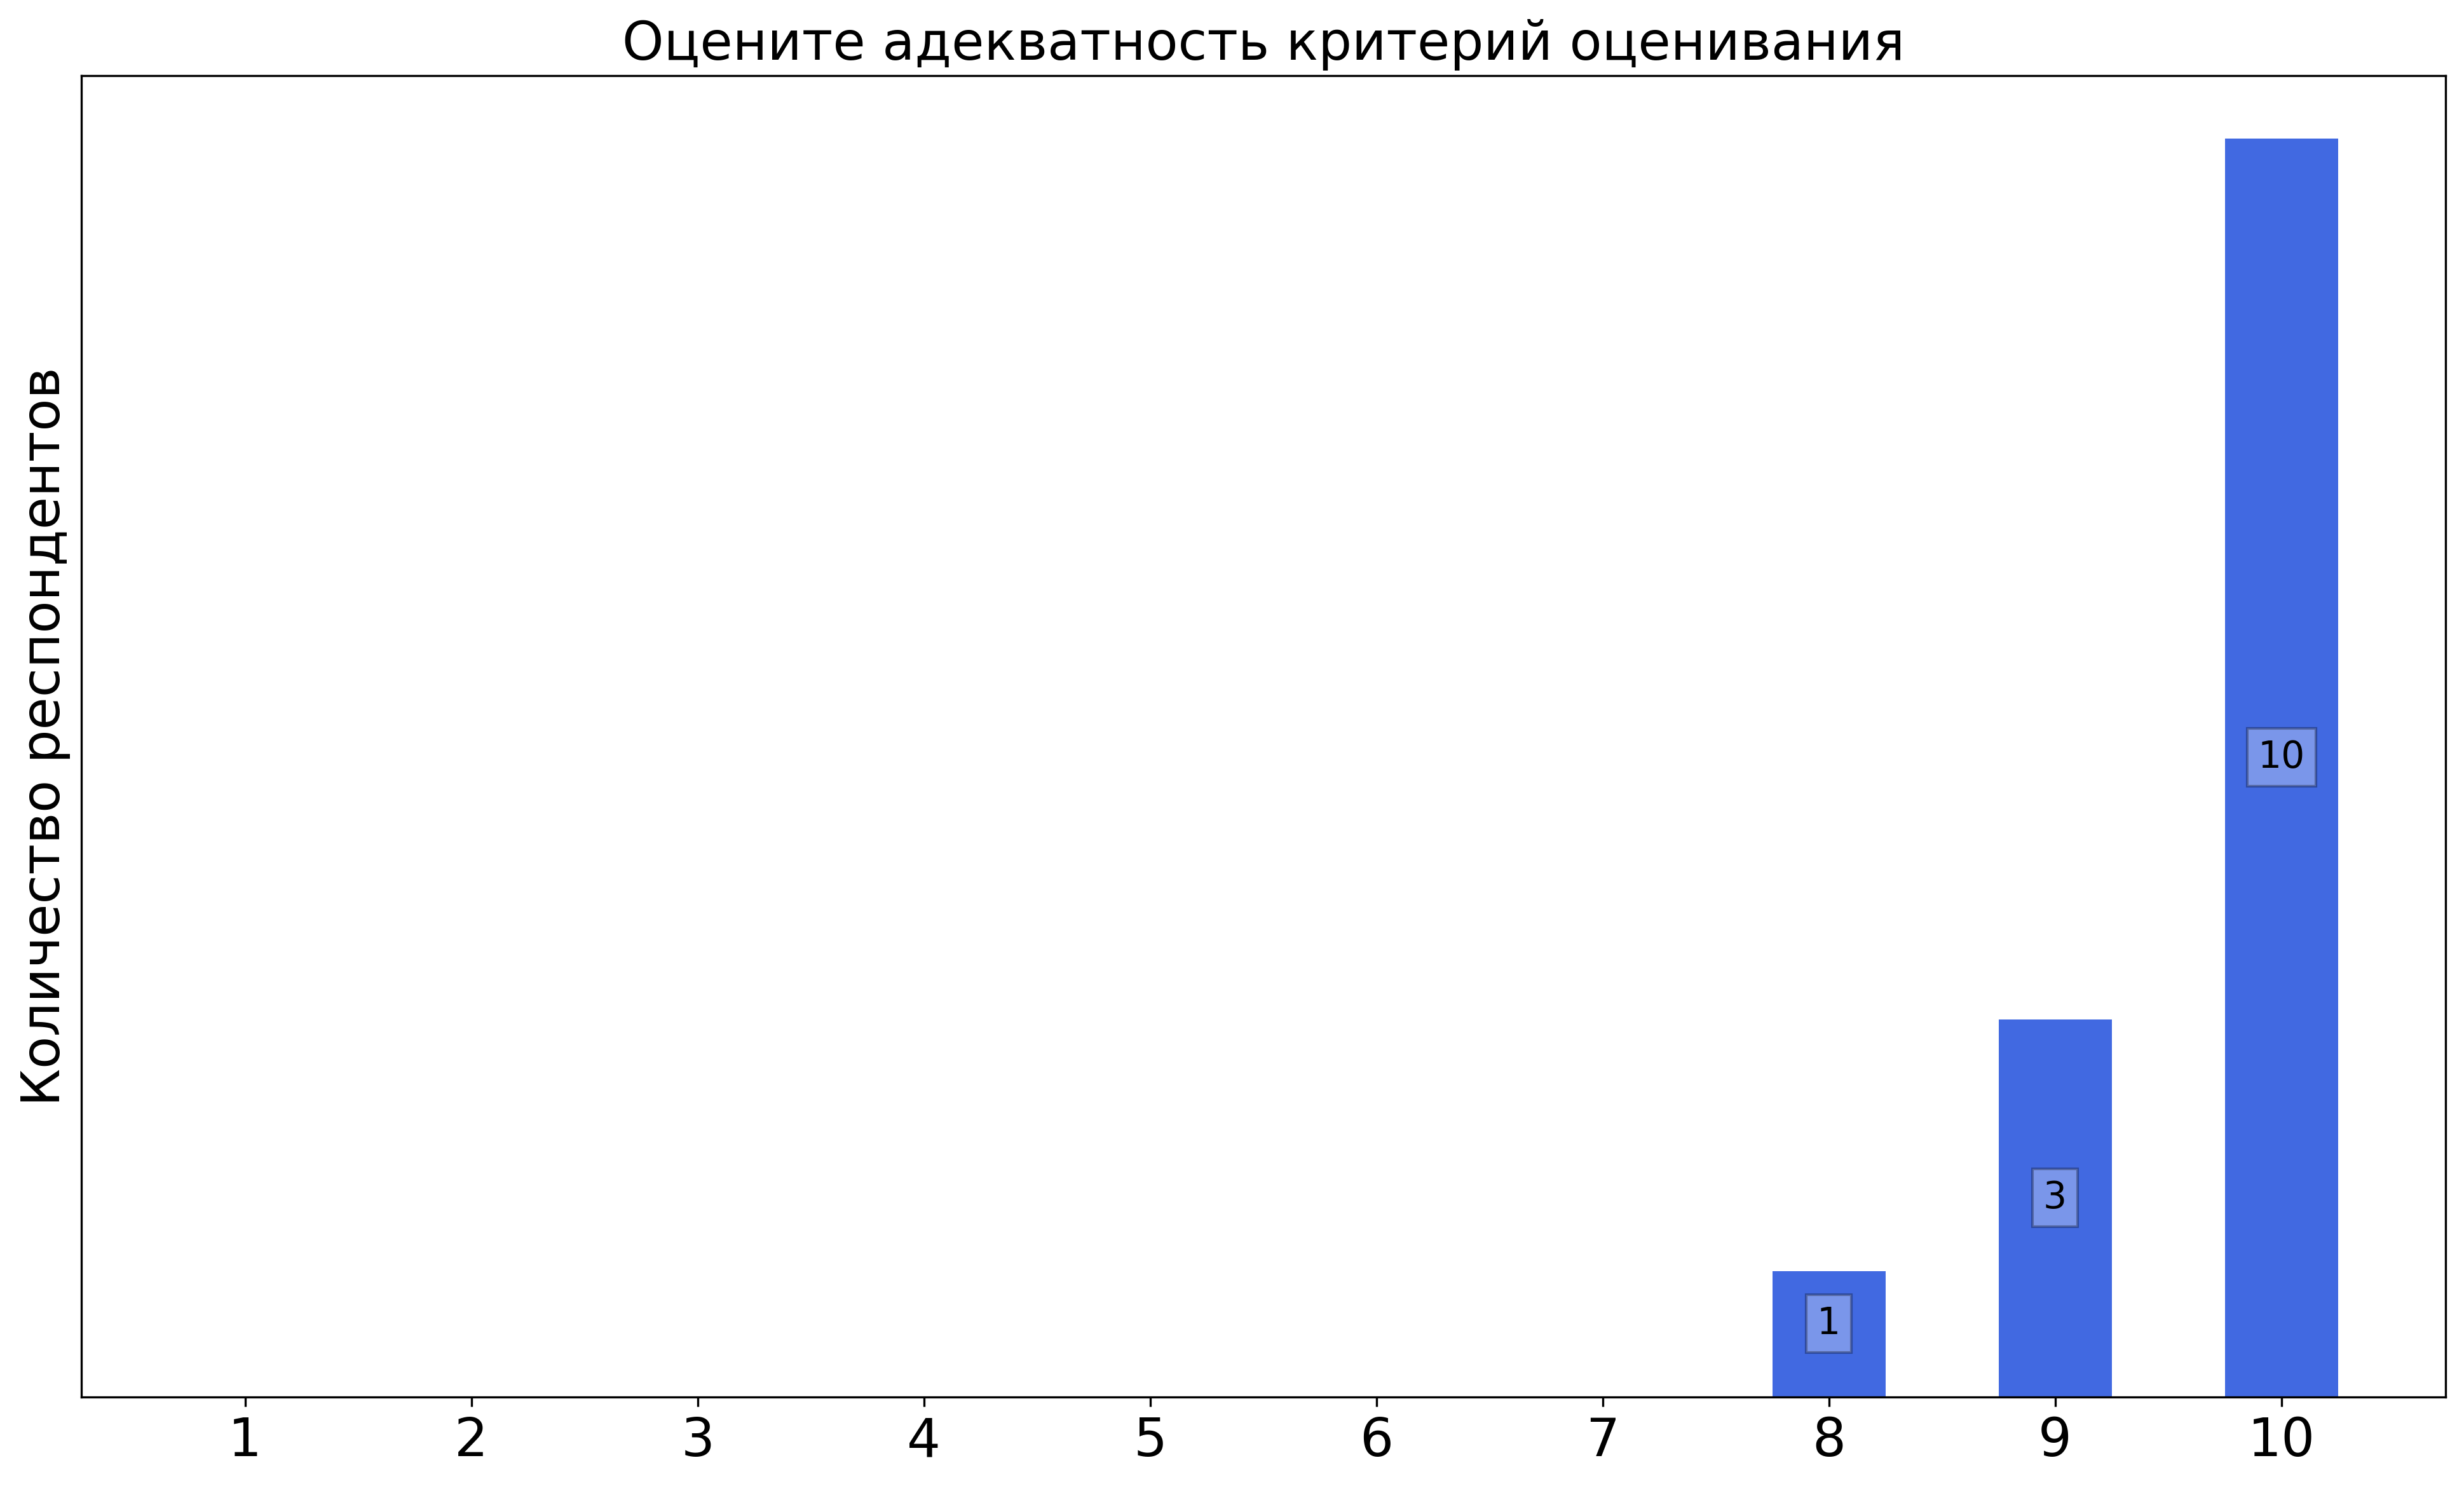 Оцените адекватность критерий оценивания
Количество респондентов
10
3
1
1 2 3 4 5 6 7 8 9 10